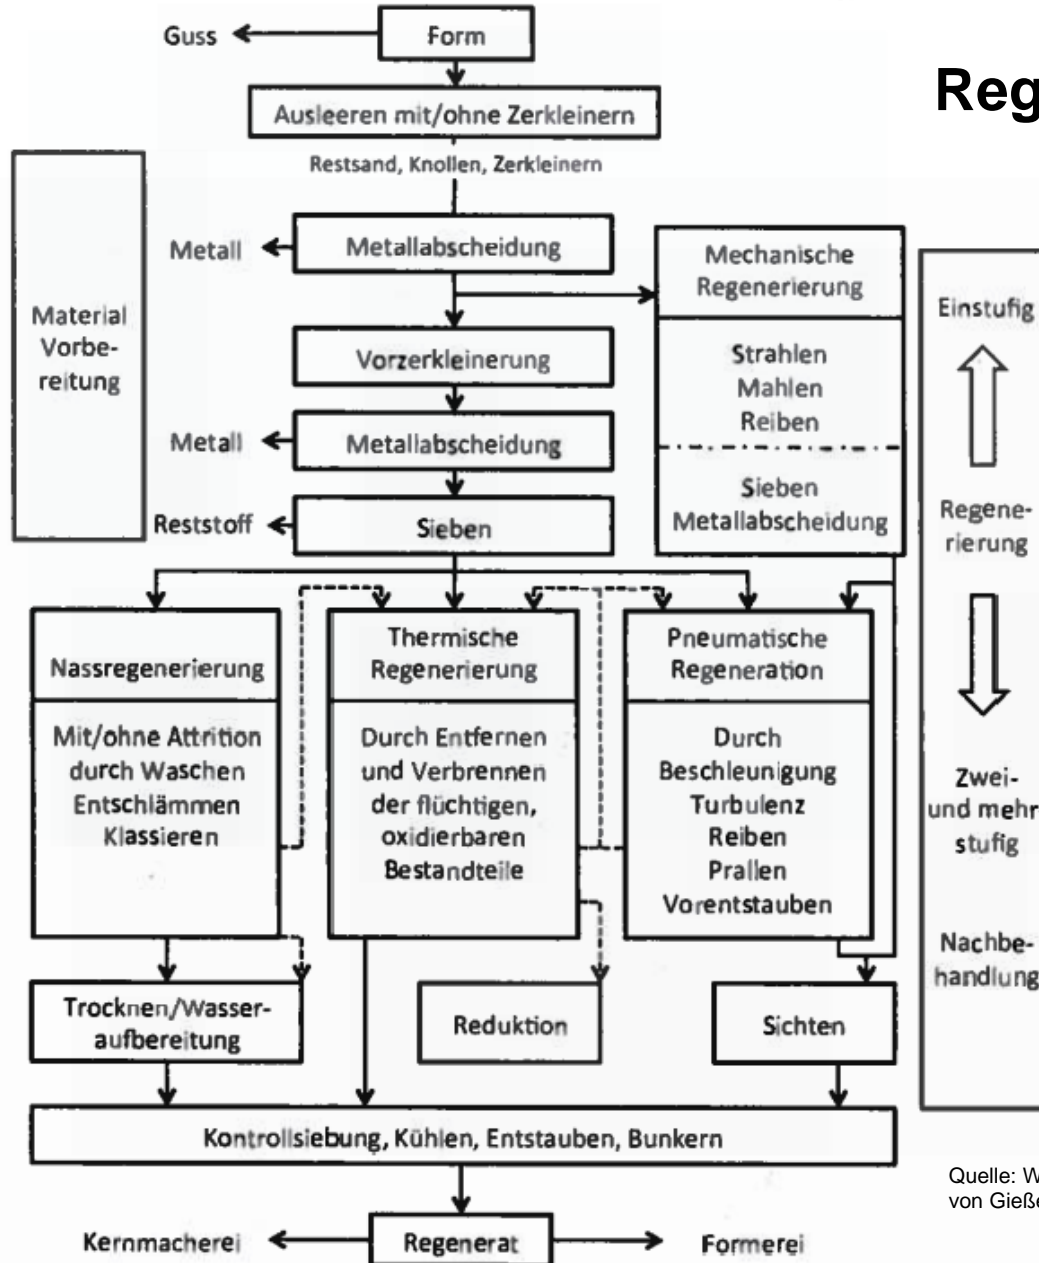 Guss
Form
Reg
Ausleeren mit/ohne Zerkleinern
Restsand, Knollen, Zerkleinern
Material
Vorbe-
reitung
Metall
Metallabscheidung
Vorzerkleinerung
Metall
Metallabscheidung
Reststoff
Sieben
Mechanische
Regenerierung
Strahlen
Mahlen
Reiben
Sieben
Metallabscheidung
Einstufig
Regene-
rierung
Zwei-
und mehr-
stufig
Nachbe-
handlung
Nassregenerierung
Mit/ohne Attrition
durch Waschen
Entschlämmen
Klassieren
Thermische
Regenerierung
Durch Entfernen
und Verbrennen
der flüchtigen,
oxidierbaren
Bestandteile
Pneumatische
Regeneration
Durch
Beschleunigung
Turbulenz
Reiben
Prallen
Vorentstauben
Trocknen/Wasser-
aufbereitung
Reduktion
Sichten
Kontrollsiebung, Kühlen, Entstauben, Bunkern
Quelle: W
von Gieße
Kernmacherei
Regenerat
Formerei